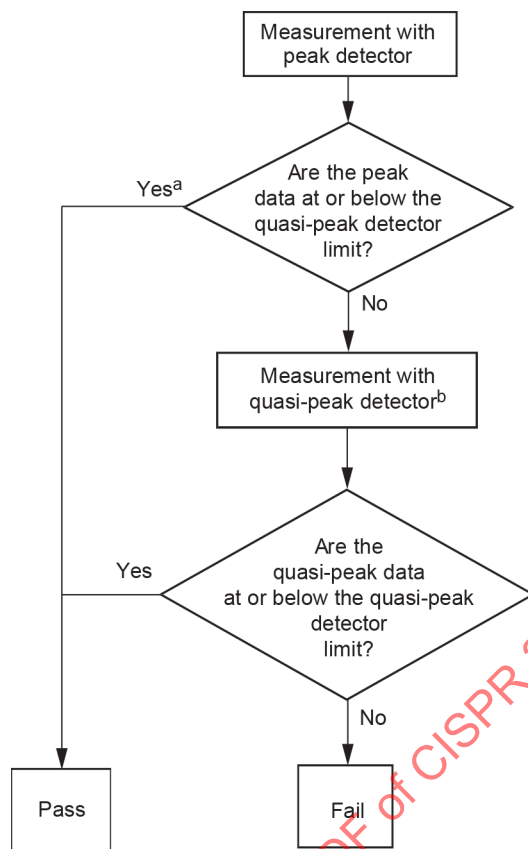 Measurement with
peak detector
Are the peak
data at or below the
quasi-peak detector
limit?
Yesa
No
Measurement with
quasi-peak detectorb
Are the
quasi-peak data
at or below the quasi-peak
detector
limit?
Yes
No
Pass
Fail
of CISPR